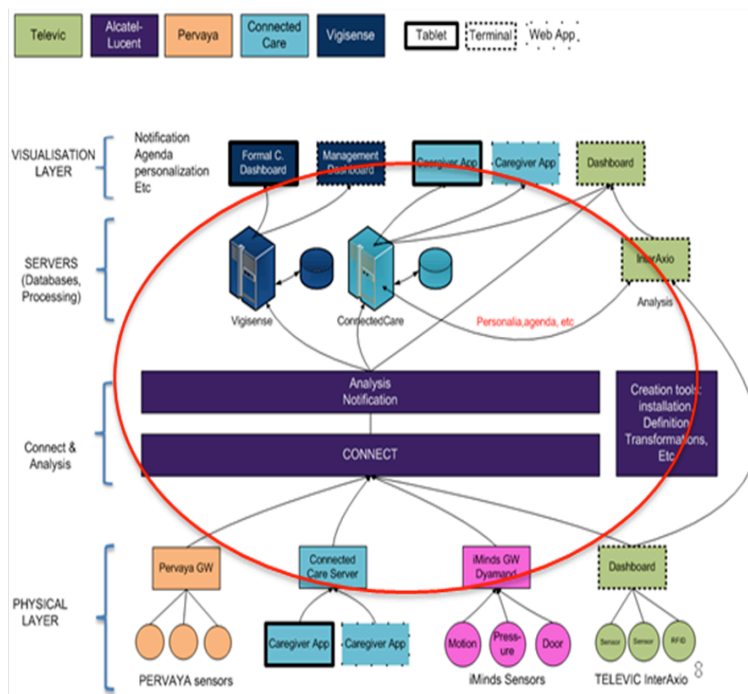 Televic
Alcatel-
Lucent
Pervaya
Connected
Care
Vigisense
Tablet
Terminal
Web App
VISUALISATION
LAYER
Notification
Agenda
personalization
Etc
Formal C.
Dashboard
Management
Dashboard
Caregiver App
Caregiver App
Dashboard
SERVERS
(Databases,
Processing)
Vigisense
ConnectedCare
InterAxio
Analysis
Personalia,agenda, etc
Connect &
Analysis
Analysis
Notification
CONNECT
Creation tools:
installation,
Definition
Transformations,
Etc
PHYSICAL
LAYER
Pervaya GW
Connected
Care Server
iMinds GW
Dyamand
Dashboard
Caregiver App
Caregiver App
Motion
Press-
ure
Door
Sensor
Sensor
RFID
PERVAYA sensors
iMinds Sensors
TELEVIC InterAxio
8